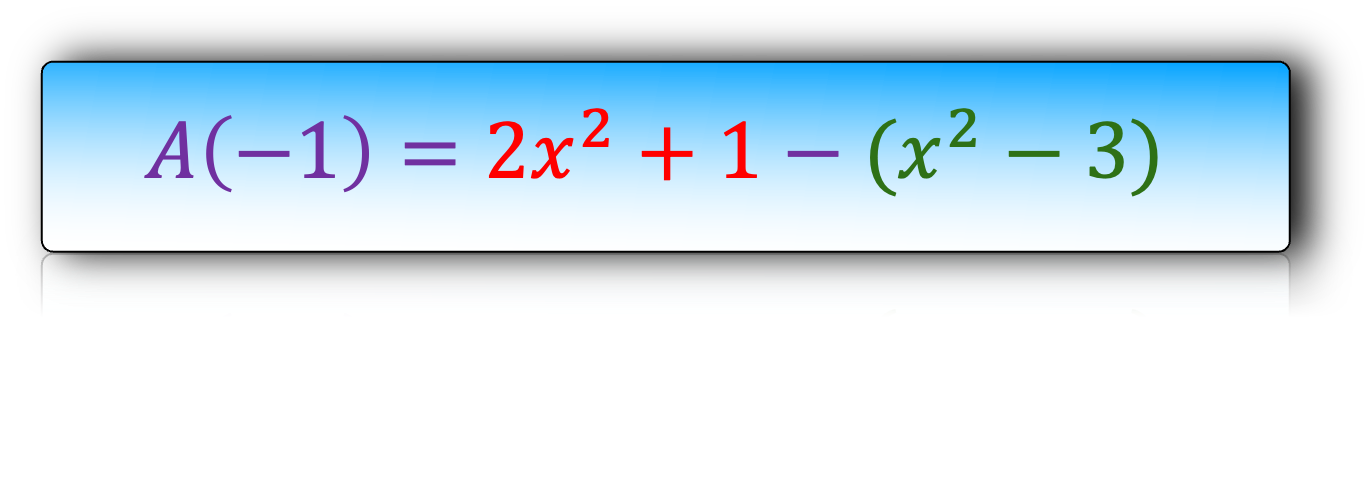 A(−1) = 2x² + 1 − (x² − 3)